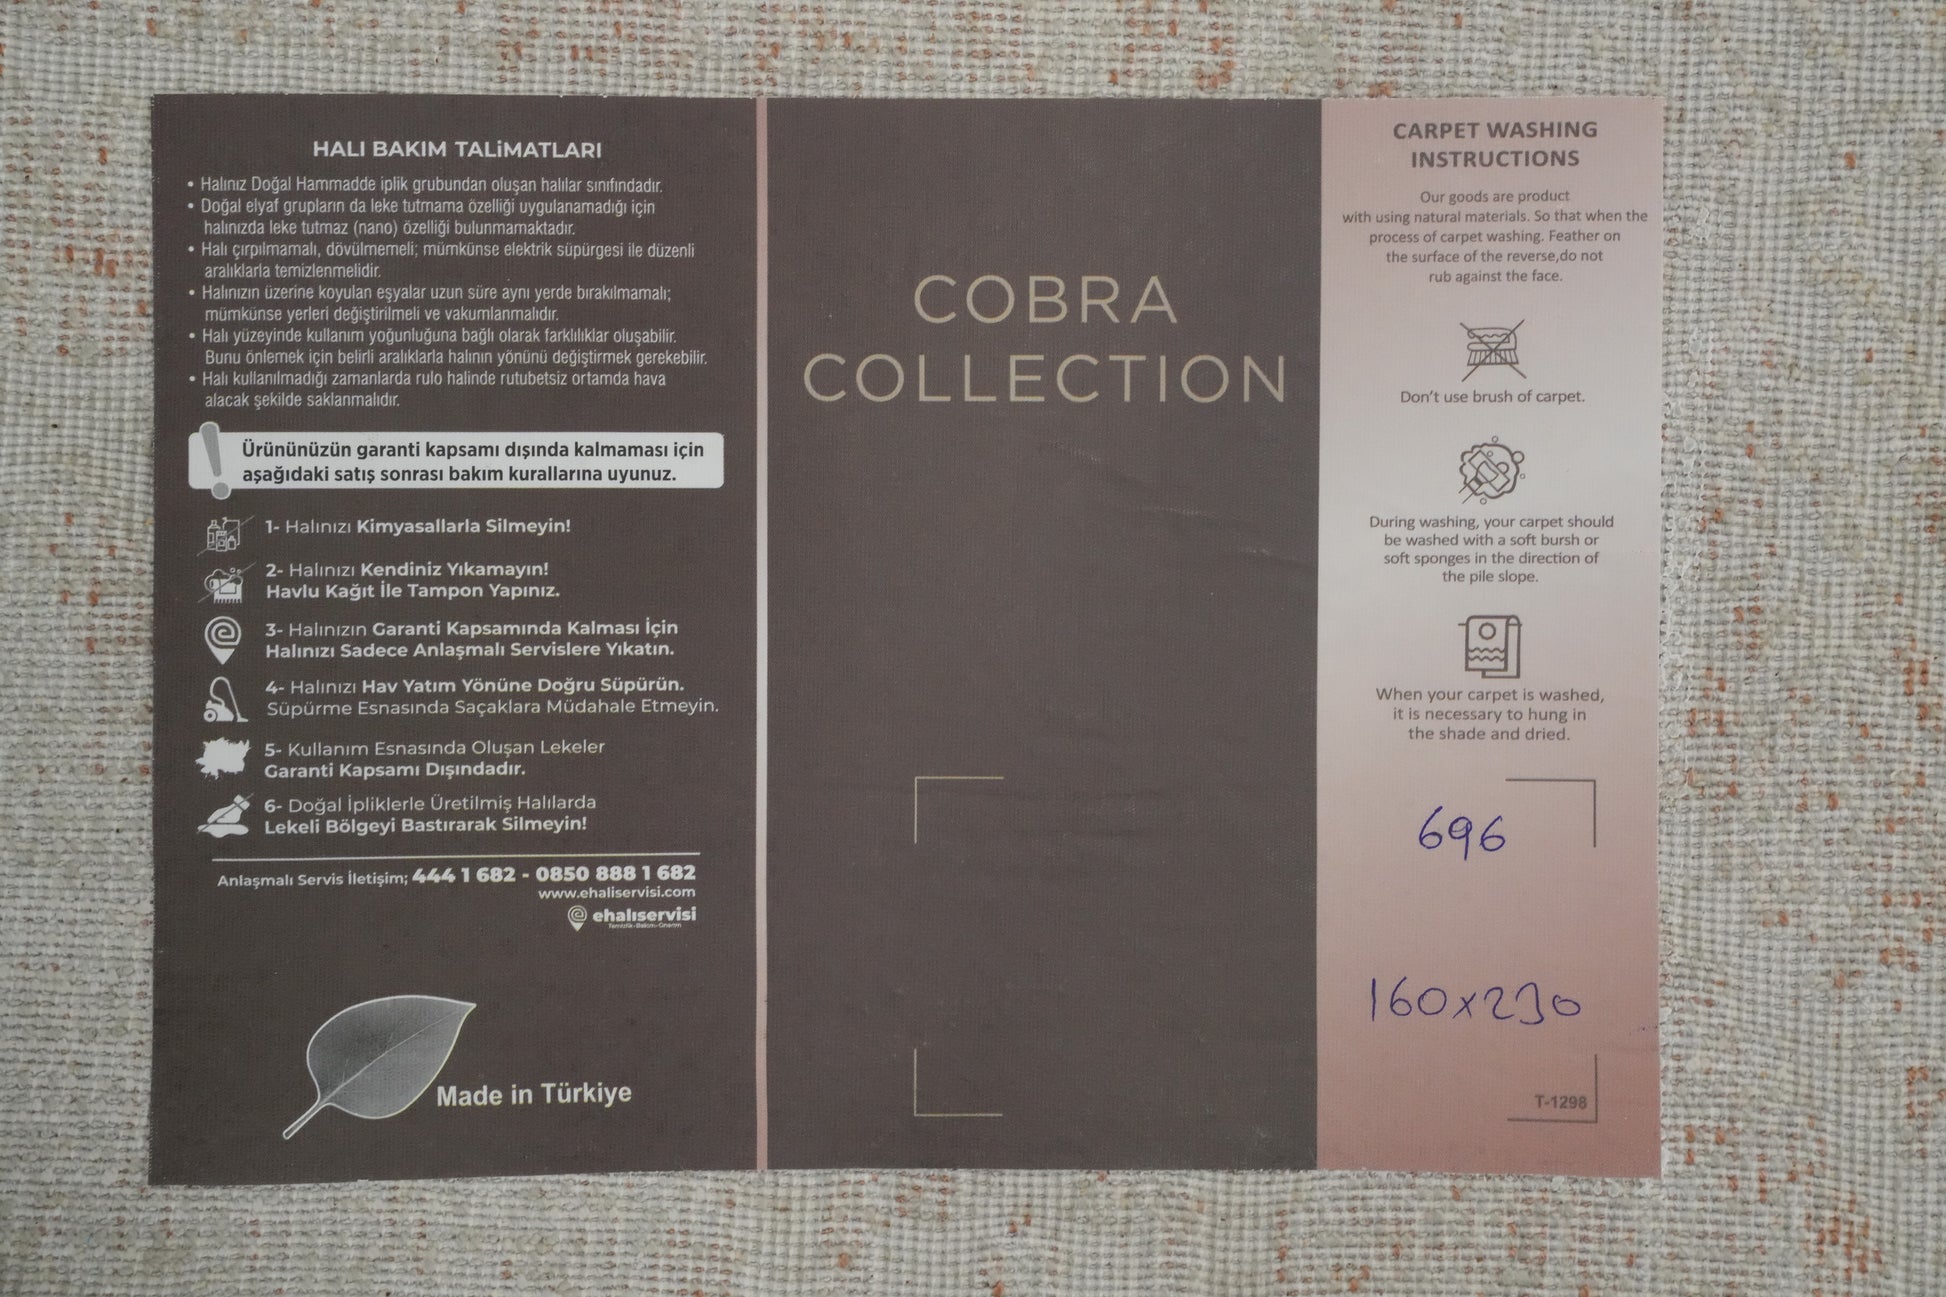 HALI BAKIM TALİMATLARI
• Halınız Doğal Hammadde iplik grubundan oluşan halılar sınıfındadır.
• Doğal elyaf grupların da leke tutmama özelliği uygulanamadığı için
halınızda leke tutmaz (nano) özelliği bulunmamaktadır.
• Halı çırpılmamalı, dövülmemeli; mümkünse elektrik süpürgesi ile düzenli
aralıklarla temizlenmelidir.
• Halınızın üzerine koyulan eşyalar uzun süre aynı yerde bırakılmamalı;
mümkünse yerleri değiştirilmeli ve vakumlanmalıdır.
• Halı yüzeyinde kullanım yoğunluğuna bağlı olarak farklılıklar oluşabilir.
Bunu önlemek için belirli aralıklarla halının yönünü değiştirmek gerekebilir.
• Halı kullanılmadığı zamanlarda rulo halinde rutubetsiz ortamda hava
alacak şekilde saklanmalıdır.
Ürününüzün garanti kapsamı dışında kalmaması için
aşağıdaki satış sonrası bakım kurallarına uyunuz.
1- Halınızı Kimyasallarla Silmeyin!
2- Halınızı Kendiniz Yıkamayın!
Havlu Kağıt İle Tampon Yapınız.
3- Halınızın Garanti Kapsamında Kalması İçin
Halınızı Sadece Anlaşmalı Servislere Yıkatın.
4- Halınızı Hav Yatım Yönüne Doğru Süpürün.
Süpürme Esnasında Saçaklara Müdahale Etmeyin.
5- Kullanım Esnasında Oluşan Lekeler
Garanti Kapsamı Dışındadır.
6- Doğal İpliklerle Üretilmiş Halılarda
Lekeli Bölgeyi Bastırarak Silmeyin!
Anlaşmalı Servis İletişim; 444 1 682 - 0850 888 1 682
www.ehaliservisi.com
ehalıservisi
Temizlik-Bakım-Onarım
Made in Türkiye
COBRA
COLLECTION
CARPET WASHING
INSTRUCTIONS
Our goods are product
with using natural materials. So that when the
process of carpet washing. Feather on
the surface of the reverse,do not
rub against the face.
Don't use brush of carpet.
During washing, your carpet should
be washed with a soft bursh or
soft sponges in the direction of
the pile slope.
When your carpet is washed,
it is necessary to hung in
the shade and dried.
696
160x230
T-1298